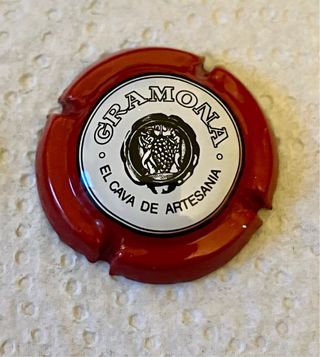 GRAMONA
· EL CAVA DE ARTESANIA ·